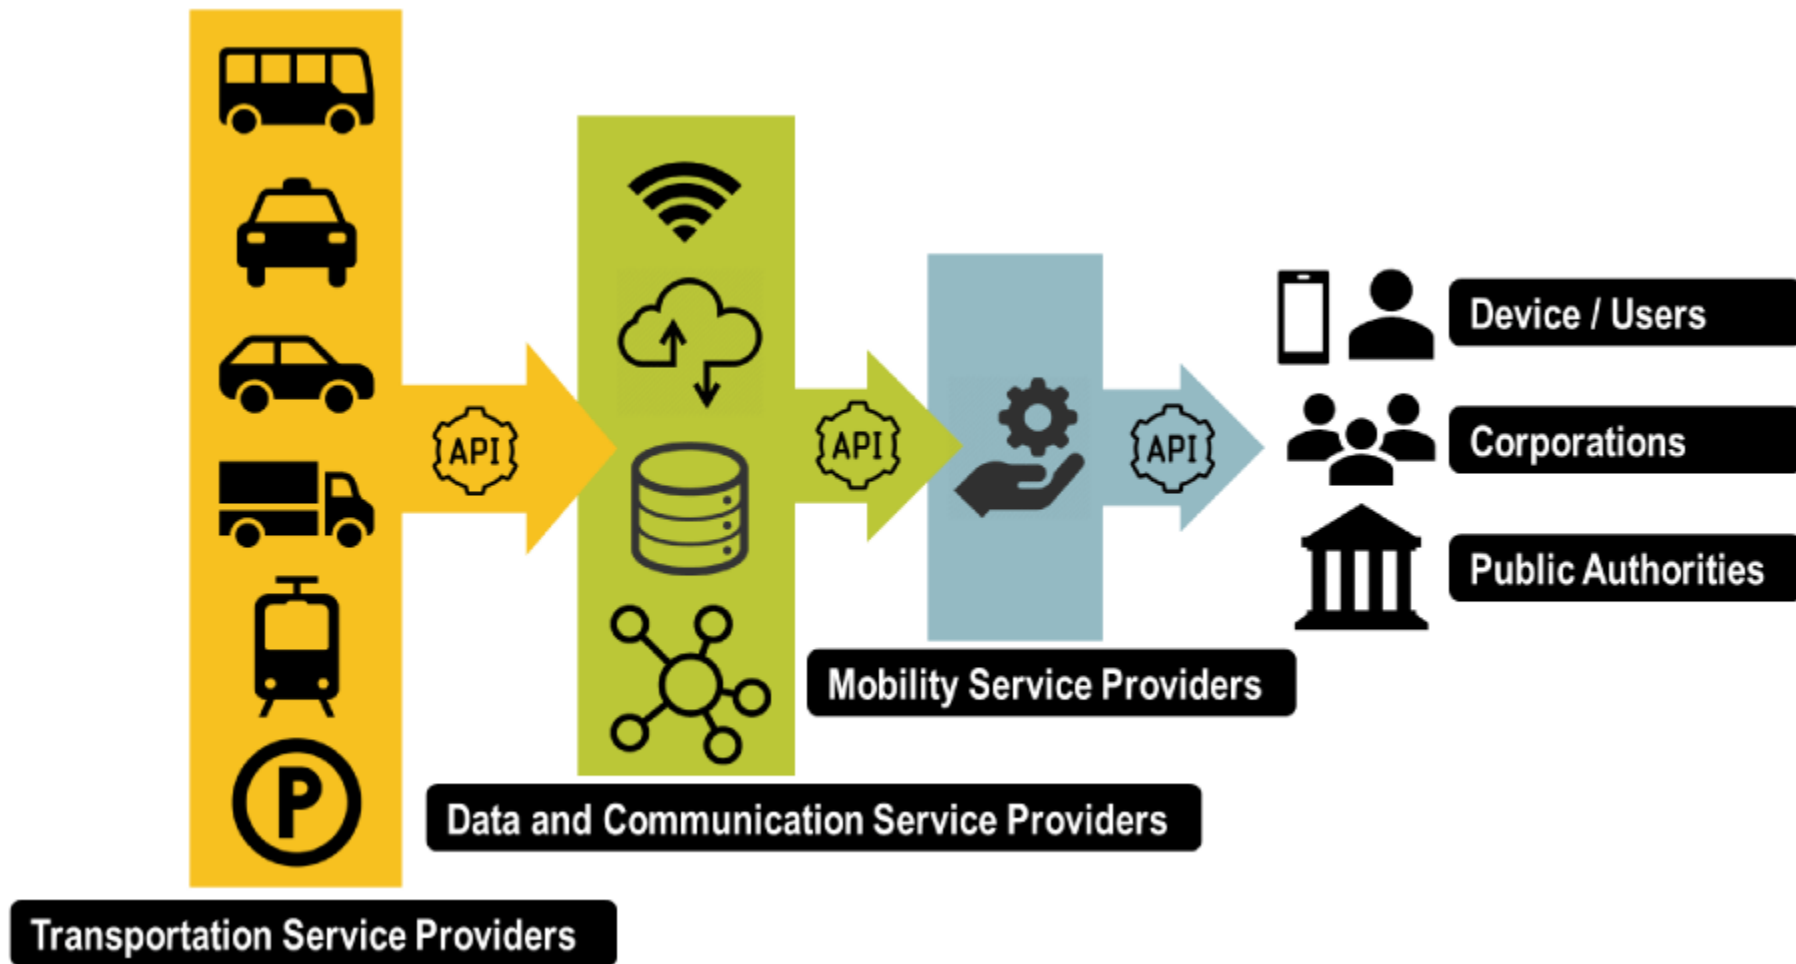 API
API
API
Device / Users
Corporations
Public Authorities
Mobility Service Providers
P
Data and Communication Service Providers
Transportation Service Providers